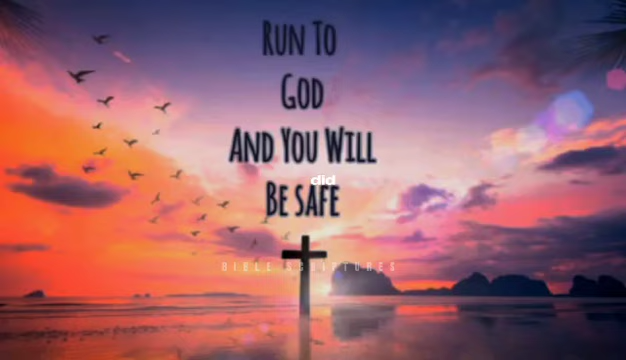 Run To
God
And You Will
did
Be safe
BIBLE SCRIPTURES